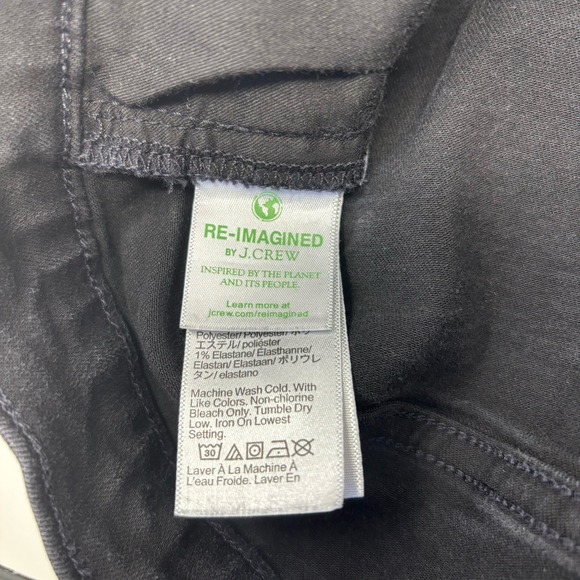 RE-IMAGINED
BY J.CREW
INSPIRED BY THE PLANET
AND ITS PEOPLE.
Learn more at
jcrew.com/reimagined
Polyester/ Polyester/ ポリ
エステル/ poliéster
1% Elastane/ Élasthanne/
Elastan/ Elastaan/ ポリウレ
タン/ elastano
Machine Wash Cold. With
Like Colors. Non-chlorine
Bleach Only. Tumble Dry
Low. Iron On Lowest
Setting.
30
Laver À La Machine À
L'eau Froide. Laver En